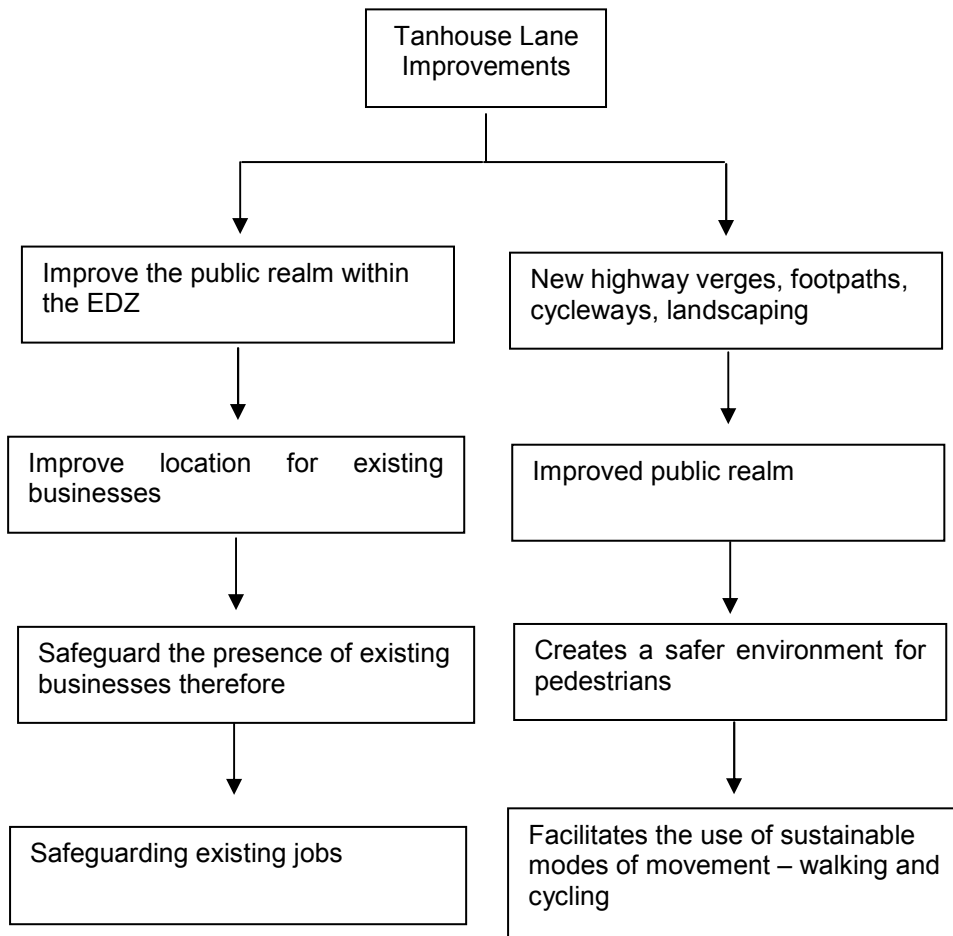 Tanhouse Lane
Improvements
Improve the public realm within
the EDZ
New highway verges, footpaths,
cycleways, landscaping
Improve location for existing
businesses
Improved public realm
Safeguard the presence of existing
businesses therefore
Creates a safer environment for
pedestrians
Safeguarding existing jobs
Facilitates the use of sustainable
modes of movement – walking and
cycling